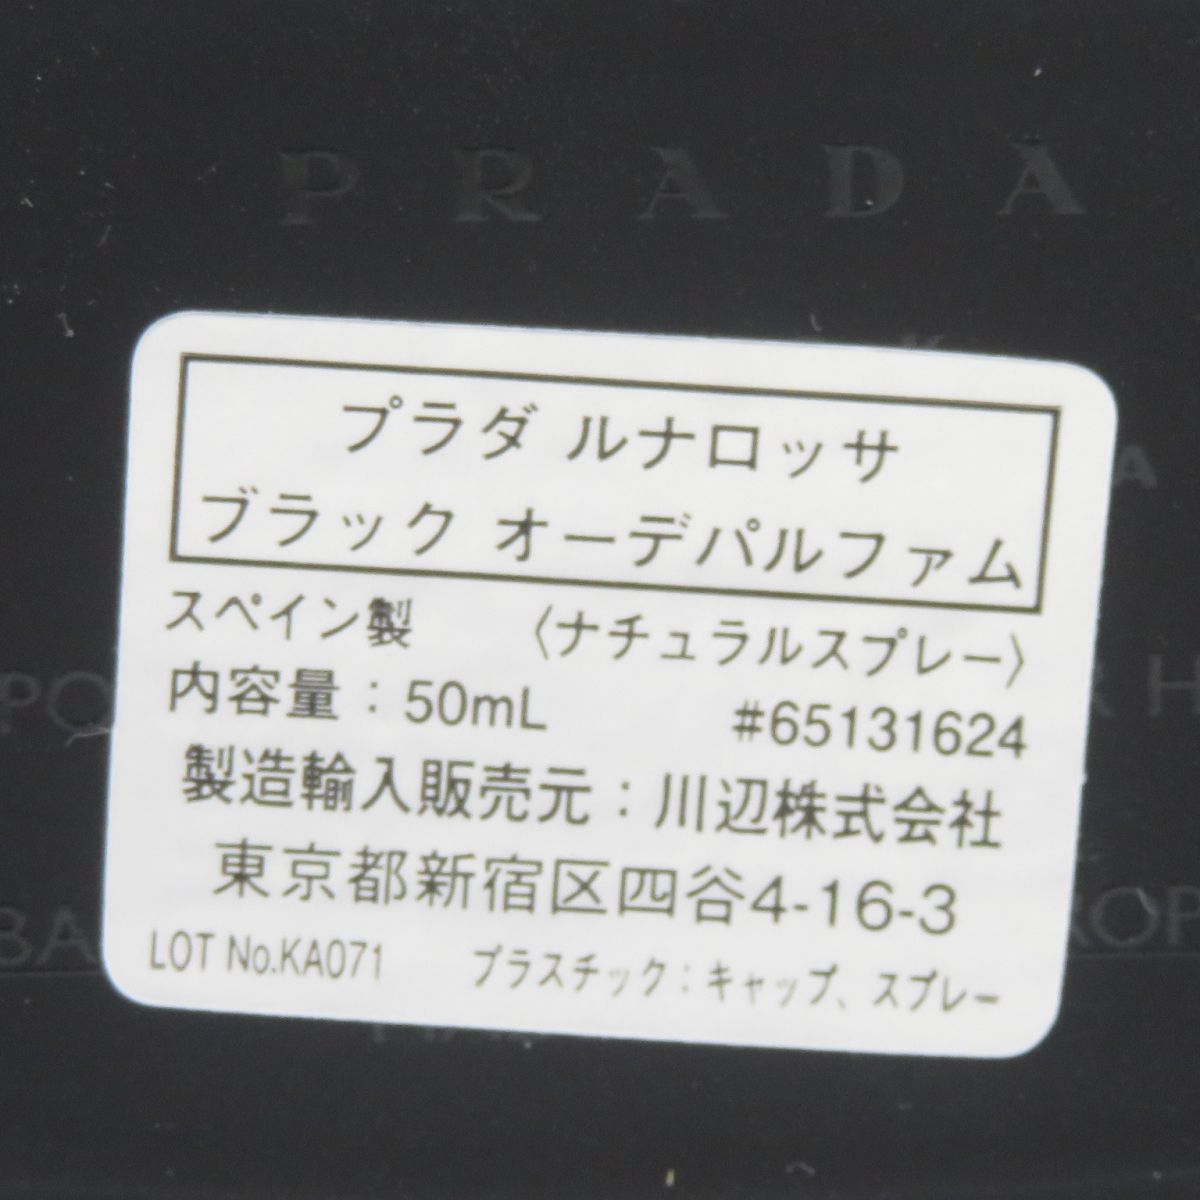 PRADA
プラダ ルナロッサ
ブラック オーデパルファム
スペイン製 〈ナチュラルスプレー〉
内容量：50mL #65131624
製造輸入販売元：川辺株式会社
東京都新宿区四谷4-16-3
LOT No.KA071 プラスチック：キャップ、スプレー